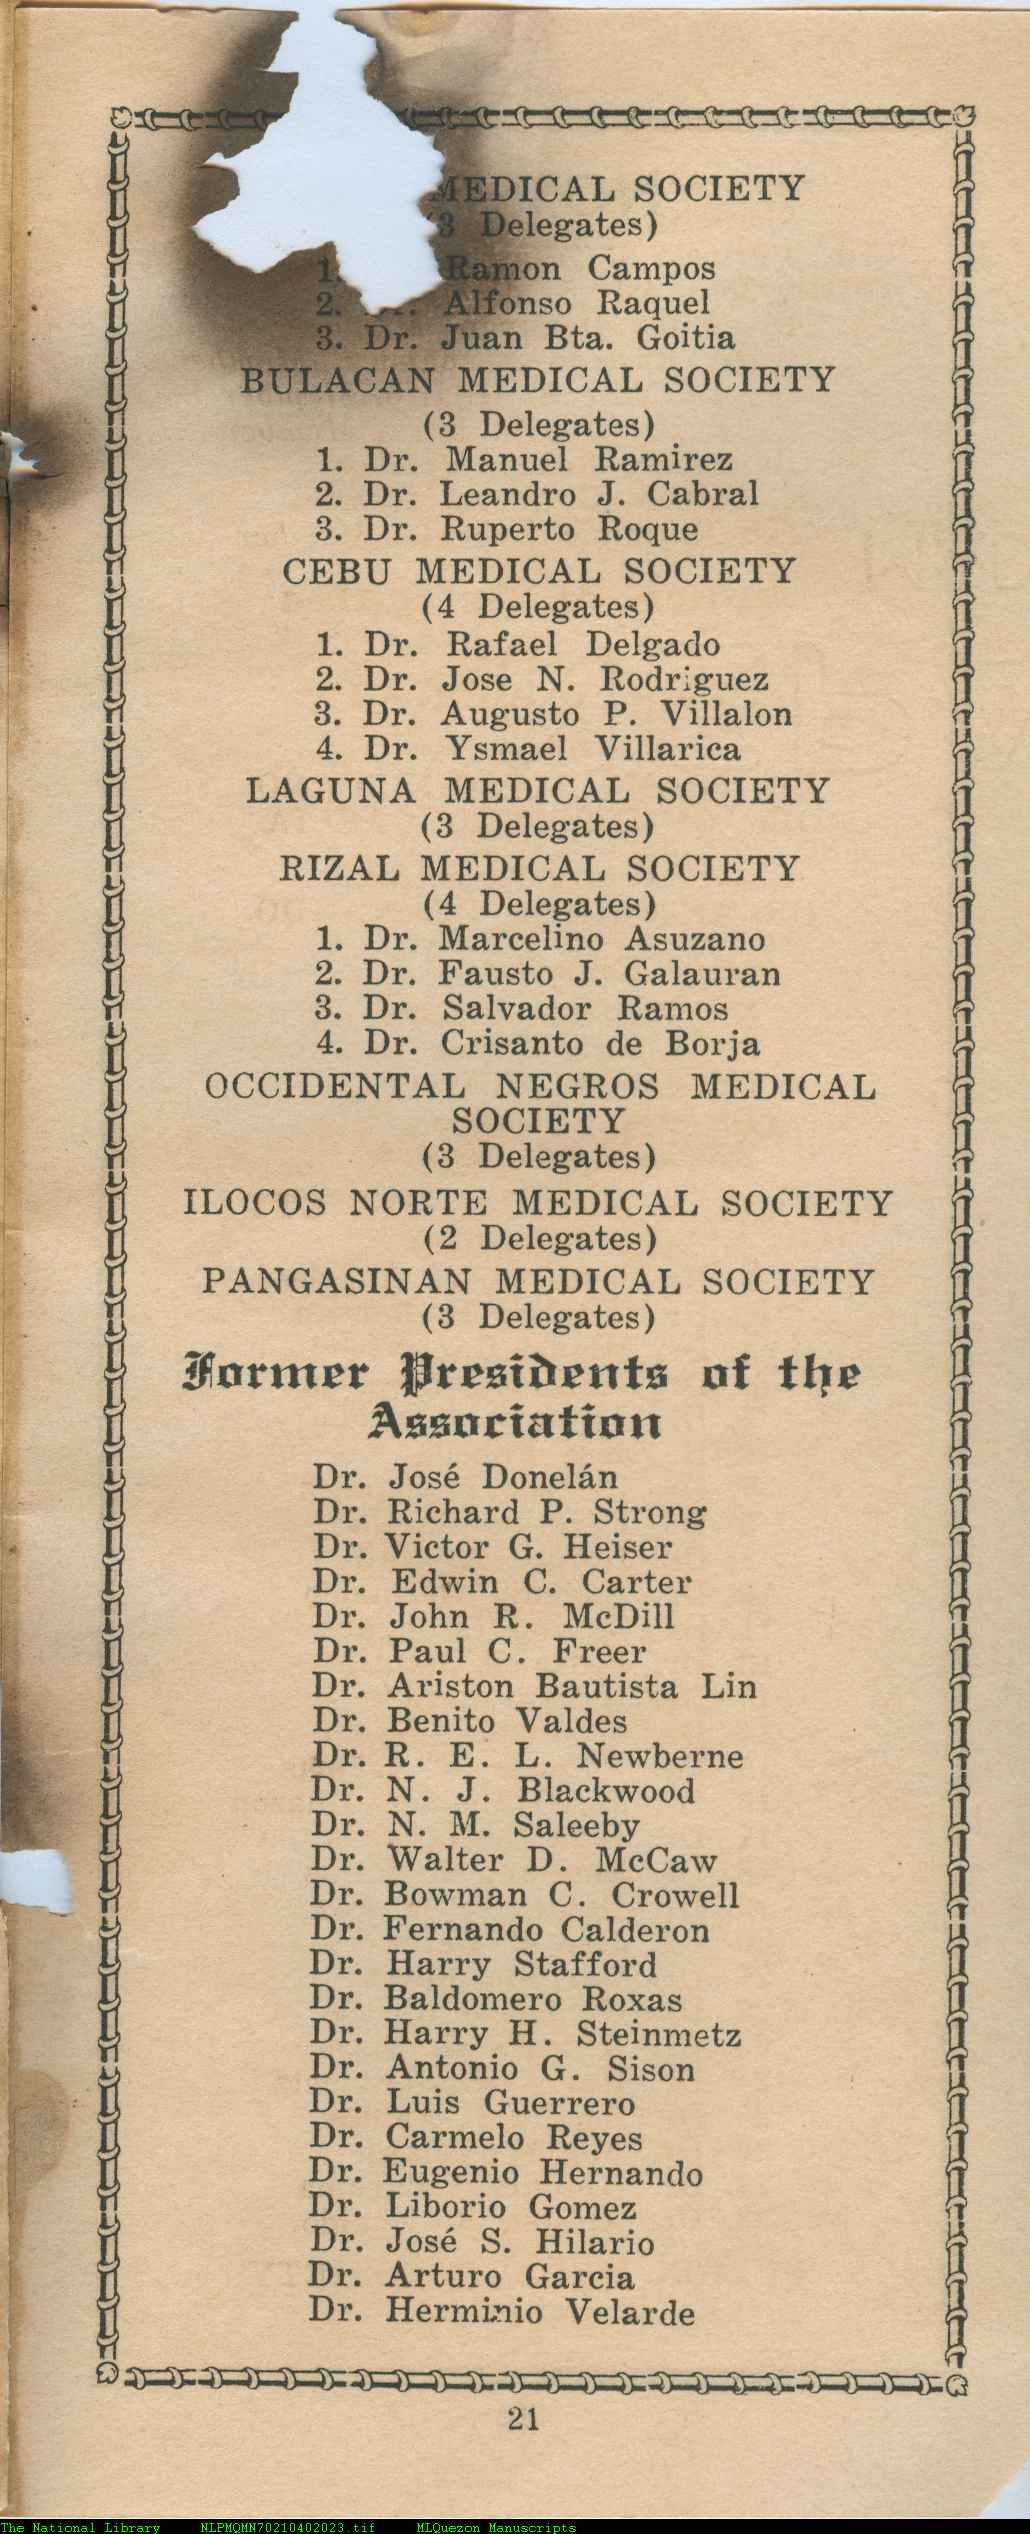 MEDICAL SOCIETY
(3 Delegates)
1. Ramon Campos
2. Dr. Alfonso Raquel
3. Dr. Juan Bta. Goitia
BULACAN MEDICAL SOCIETY
(3 Delegates)
1. Dr. Manuel Ramirez
2. Dr. Leandro J. Cabral
3. Dr. Ruperto Roque
CEBU MEDICAL SOCIETY
(4 Delegates)
1. Dr. Rafael Delgado
2. Dr. Jose N. Rodriguez
3. Dr. Augusto P. Villalon
4. Dr. Ysmael Villarica
LAGUNA MEDICAL SOCIETY
(3 Delegates)
RIZAL MEDICAL SOCIETY
(4 Delegates)
1. Dr. Marcelino Asuzano
2. Dr. Fausto J. Galauran
3. Dr. Salvador Ramos
4. Dr. Crisanto de Borja
OCCIDENTAL NEGROS MEDICAL
SOCIETY
(3 Delegates)
ILOCOS NORTE MEDICAL SOCIETY
(2 Delegates)
PANGASINAN MEDICAL SOCIETY
(3 Delegates)
Former Presidents of the
Association
Dr. José Donelán
Dr. Richard P. Strong
Dr. Victor G. Heiser
Dr. Edwin C. Carter
Dr. John R. McDill
Dr. Paul C. Freer
Dr. Ariston Bautista Lin
Dr. Benito Valdes
Dr. R. E. L. Newberne
Dr. N. J. Blackwood
Dr. N. M. Saleeby
Dr. Walter D. McCaw
Dr. Bowman C. Crowell
Dr. Fernando Calderon
Dr. Harry Stafford
Dr. Baldomero Roxas
Dr. Harry H. Steinmetz
Dr. Antonio G. Sison
Dr. Luis Guerrero
Dr. Carmelo Reyes
Dr. Eugenio Hernando
Dr. Liborio Gomez
Dr. José S. Hilario
Dr. Arturo Garcia
Dr. Herminio Velarde
21
The National Library NLPMQMN70210402023.tif MLQuezon Manuscripts